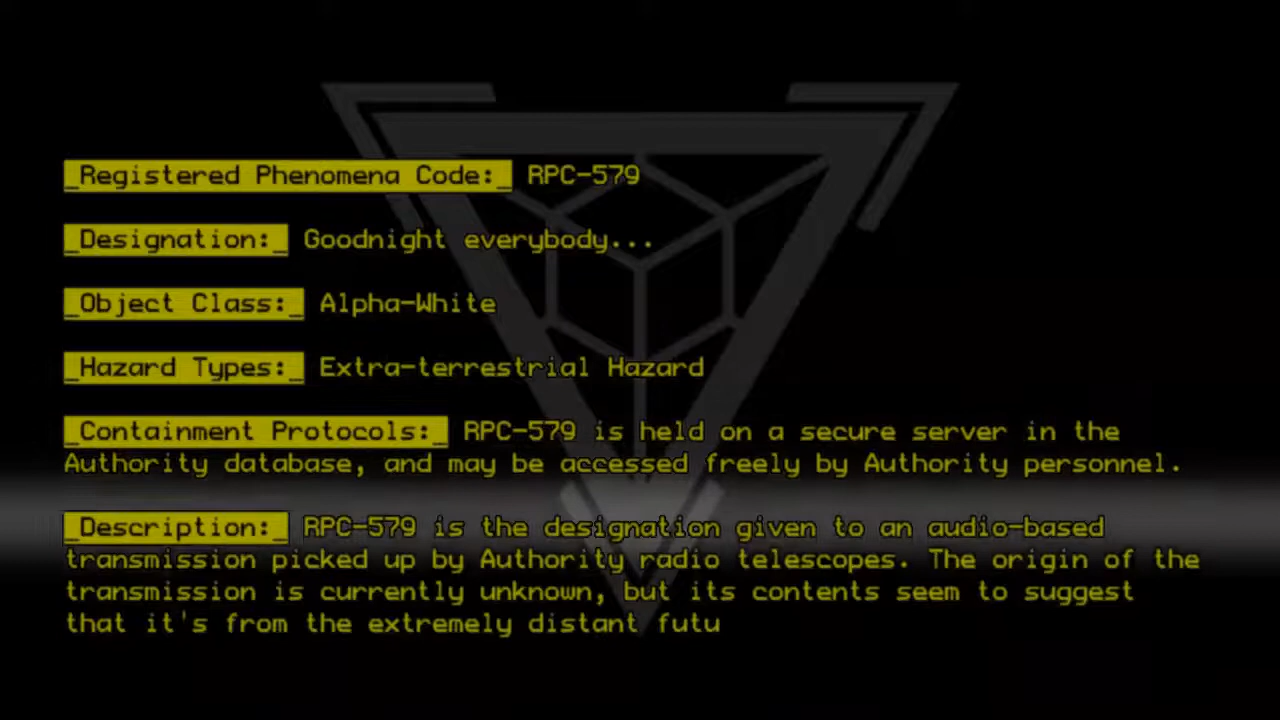 _Registered Phenomena Code:_ RPC-579
_Designation:_ Goodnight everybody...
_Object Class:_ Alpha-White
_Hazard Types:_ Extra-terrestrial Hazard
_Containment Protocols:_ RPC-579 is held on a secure server in the
Authority database, and may be accessed freely by Authority personnel.
_Description:_ RPC-579 is the designation given to an audio-based
transmission picked up by Authority radio telescopes. The origin of the
transmission is currently unknown, but its contents seem to suggest
that it's from the extremely distant futu